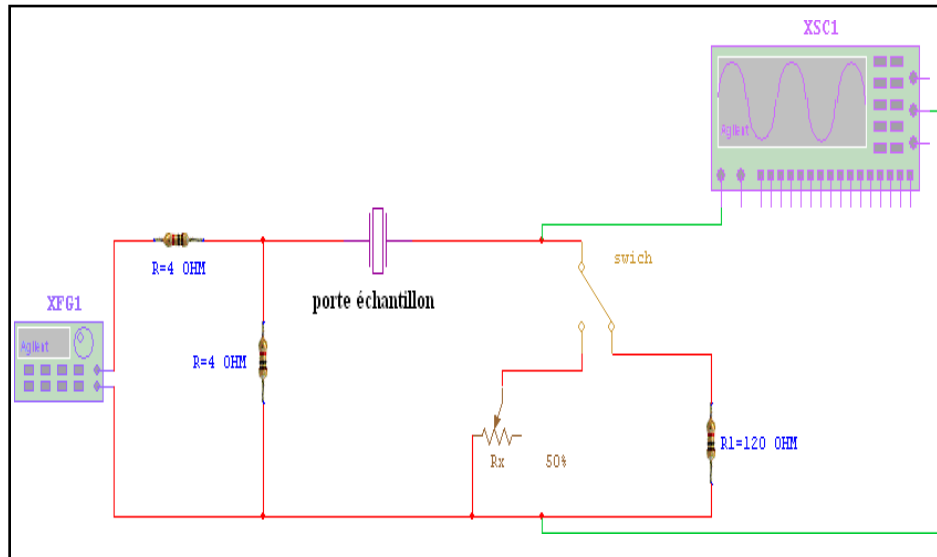 XSC1
Agilent
swich
R=4 OHM
porte échantillon
XFG1
Agilent
R=4 OHM
R1=120 OHM
Rx 50%